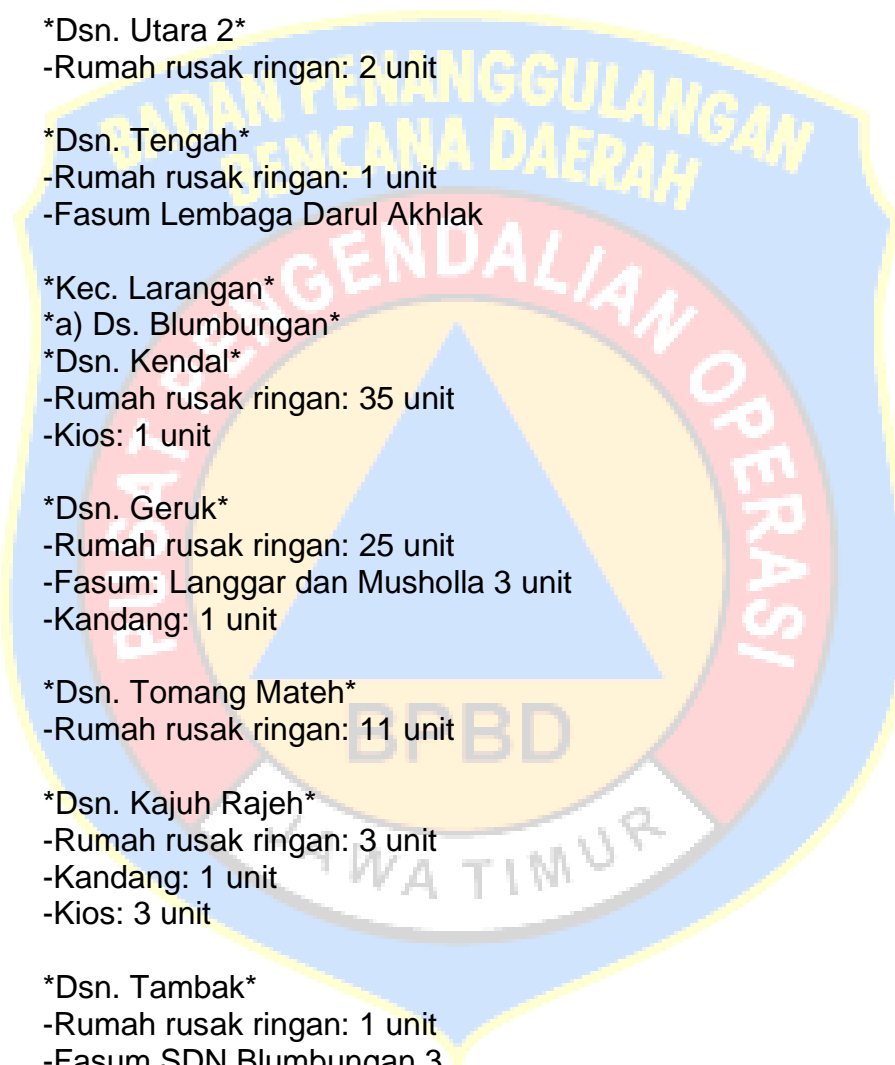 *Dsn. Utara 2*
-Rumah rusak ringan: 2 unit
*Dsn. Tengah*
-Rumah rusak ringan: 1 unit
-Fasum Lembaga Darul Akhlak
*Kec. Larangan*
*a) Ds. Blumbungan*
*Dsn. Kendal*
-Rumah rusak ringan: 35 unit
-Kios: 1 unit
*Dsn. Geruk*
-Rumah rusak ringan: 25 unit
-Fasum: Langgar dan Musholla 3 unit
-Kandang: 1 unit
*Dsn. Tomang Mateh*
-Rumah rusak ringan: 11 unit
*Dsn. Kajuh Rajeh*
-Rumah rusak ringan: 3 unit
-Kandang: 1 unit
-Kios: 3 unit
*Dsn. Tambak*
-Rumah rusak ringan: 1 unit
-Fasum SDN Blumbungan 3
BADAN PENANGGULANGAN
BENCANA DAERAH
PUSAT PENGENDALIAN OPERASI
BPBD
JAWA TIMUR